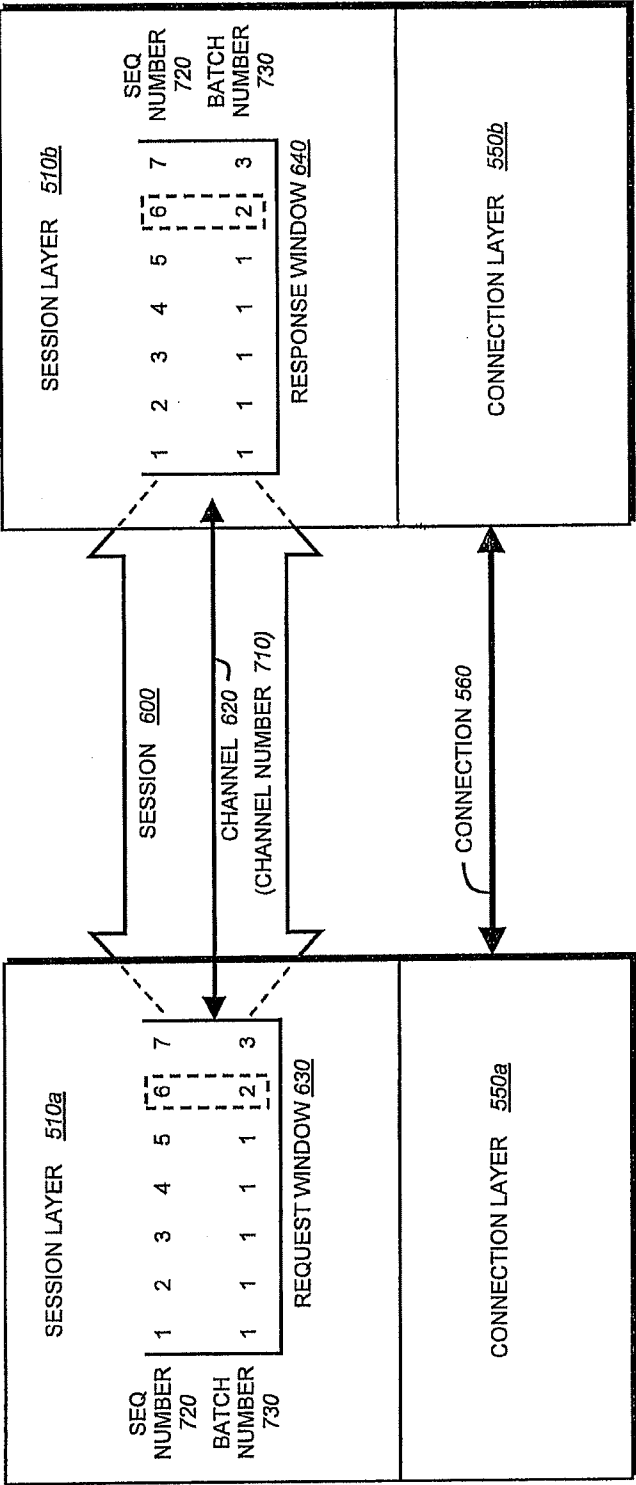 SESSION LAYER 510a
SEQ
NUMBER
720
1 2 3 4 5 6 7
BATCH
NUMBER
730
1 1 1 1 1 2 3
REQUEST WINDOW 630
CONNECTION LAYER 550a
SESSION 600
CHANNEL 620
(CHANNEL NUMBER 710)
CONNECTION 560
SESSION LAYER 510b
1 2 3 4 5 6 7
SEQ
NUMBER
720
1 1 1 1 1 2 3
BATCH
NUMBER
730
RESPONSE WINDOW 640
CONNECTION LAYER 550b